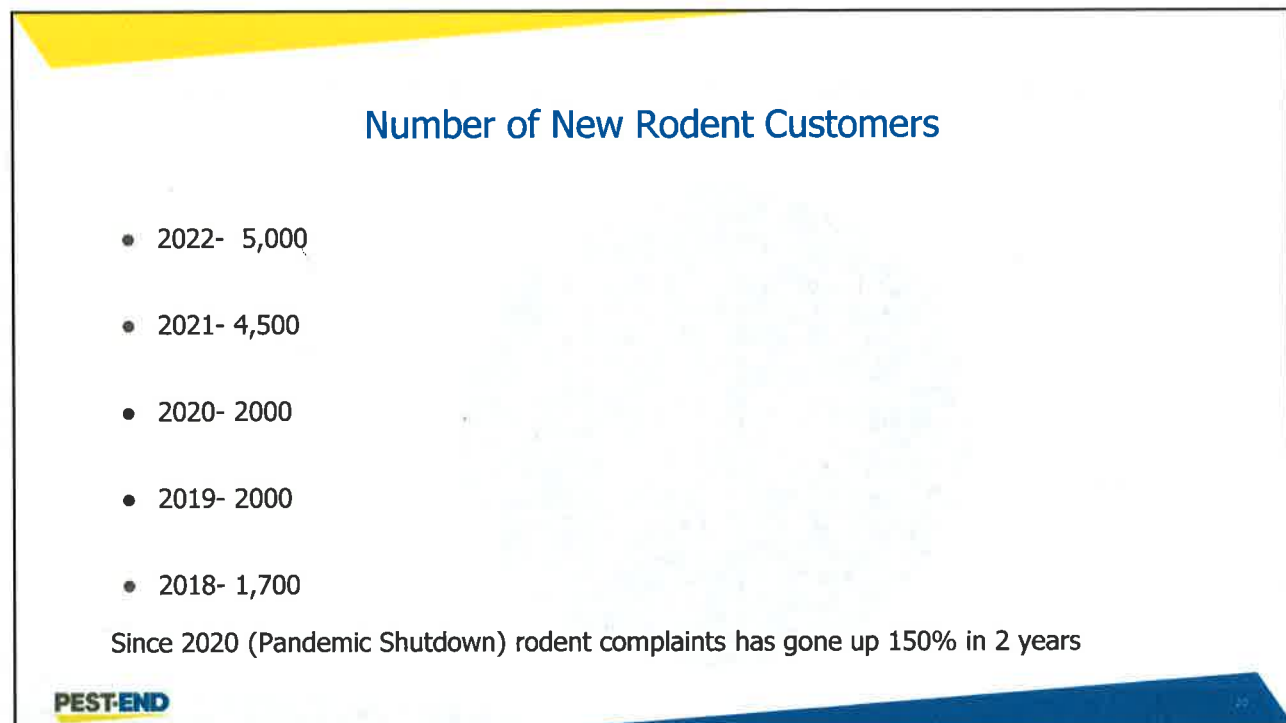 Number of New Rodent Customers
• 2022- 5,000
• 2021- 4,500
• 2020- 2000
• 2019- 2000
• 2018- 1,700
Since 2020 (Pandemic Shutdown) rodent complaints has gone up 150% in 2 years
PEST-END
20